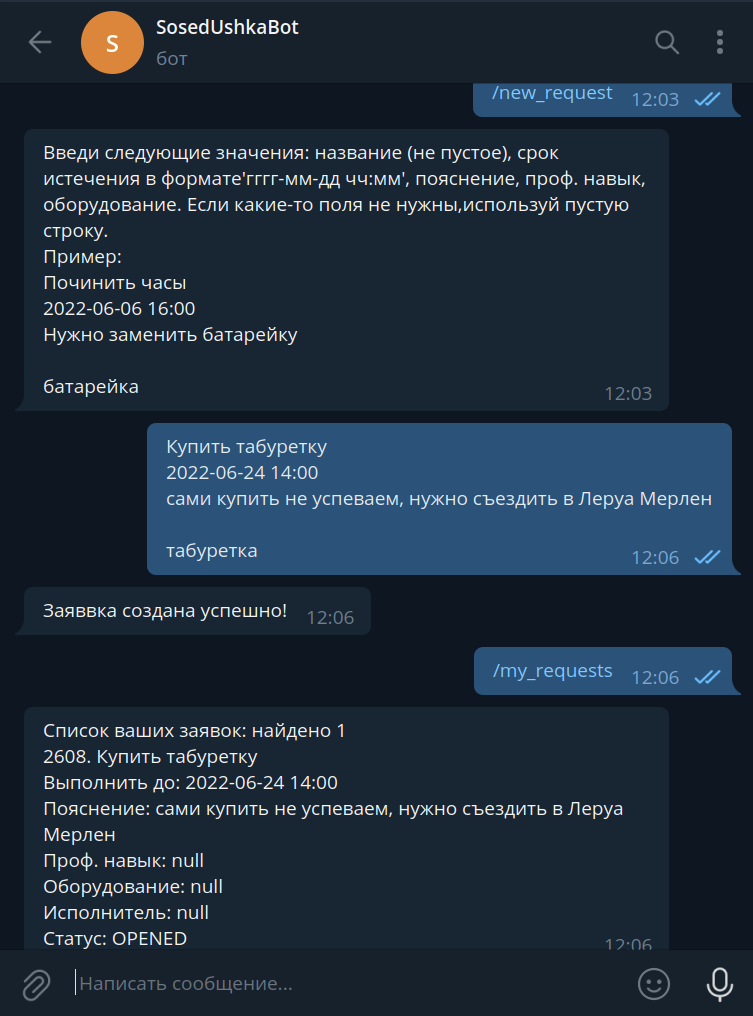 S
SosedUshkaBot
бот
/new_request 12:03
Введи следующие значения: название (не пустое), срок
истечения в формате'гггг-мм-дд чч:мм', пояснение, проф. навык,
оборудование. Если какие-то поля не нужны,используй пустую
строку.
Пример:
Починить часы
2022-06-06 16:00
Нужно заменить батарейку
батарейка
12:03
Купить табуретку
2022-06-24 14:00
сами купить не успеваем, нужно съездить в Леруа Мерлен
табуретка
12:06
Заяввка создана успешно! 12:06
/my_requests 12:06
Список ваших заявок: найдено 1
2608. Купить табуретку
Выполнить до: 2022-06-24 14:00
Пояснение: сами купить не успеваем, нужно съездить в Леруа
Мерлен
Проф. навык: null
Оборудование: null
Исполнитель: null
Статус: OPENED
12:06
Написать сообщение...